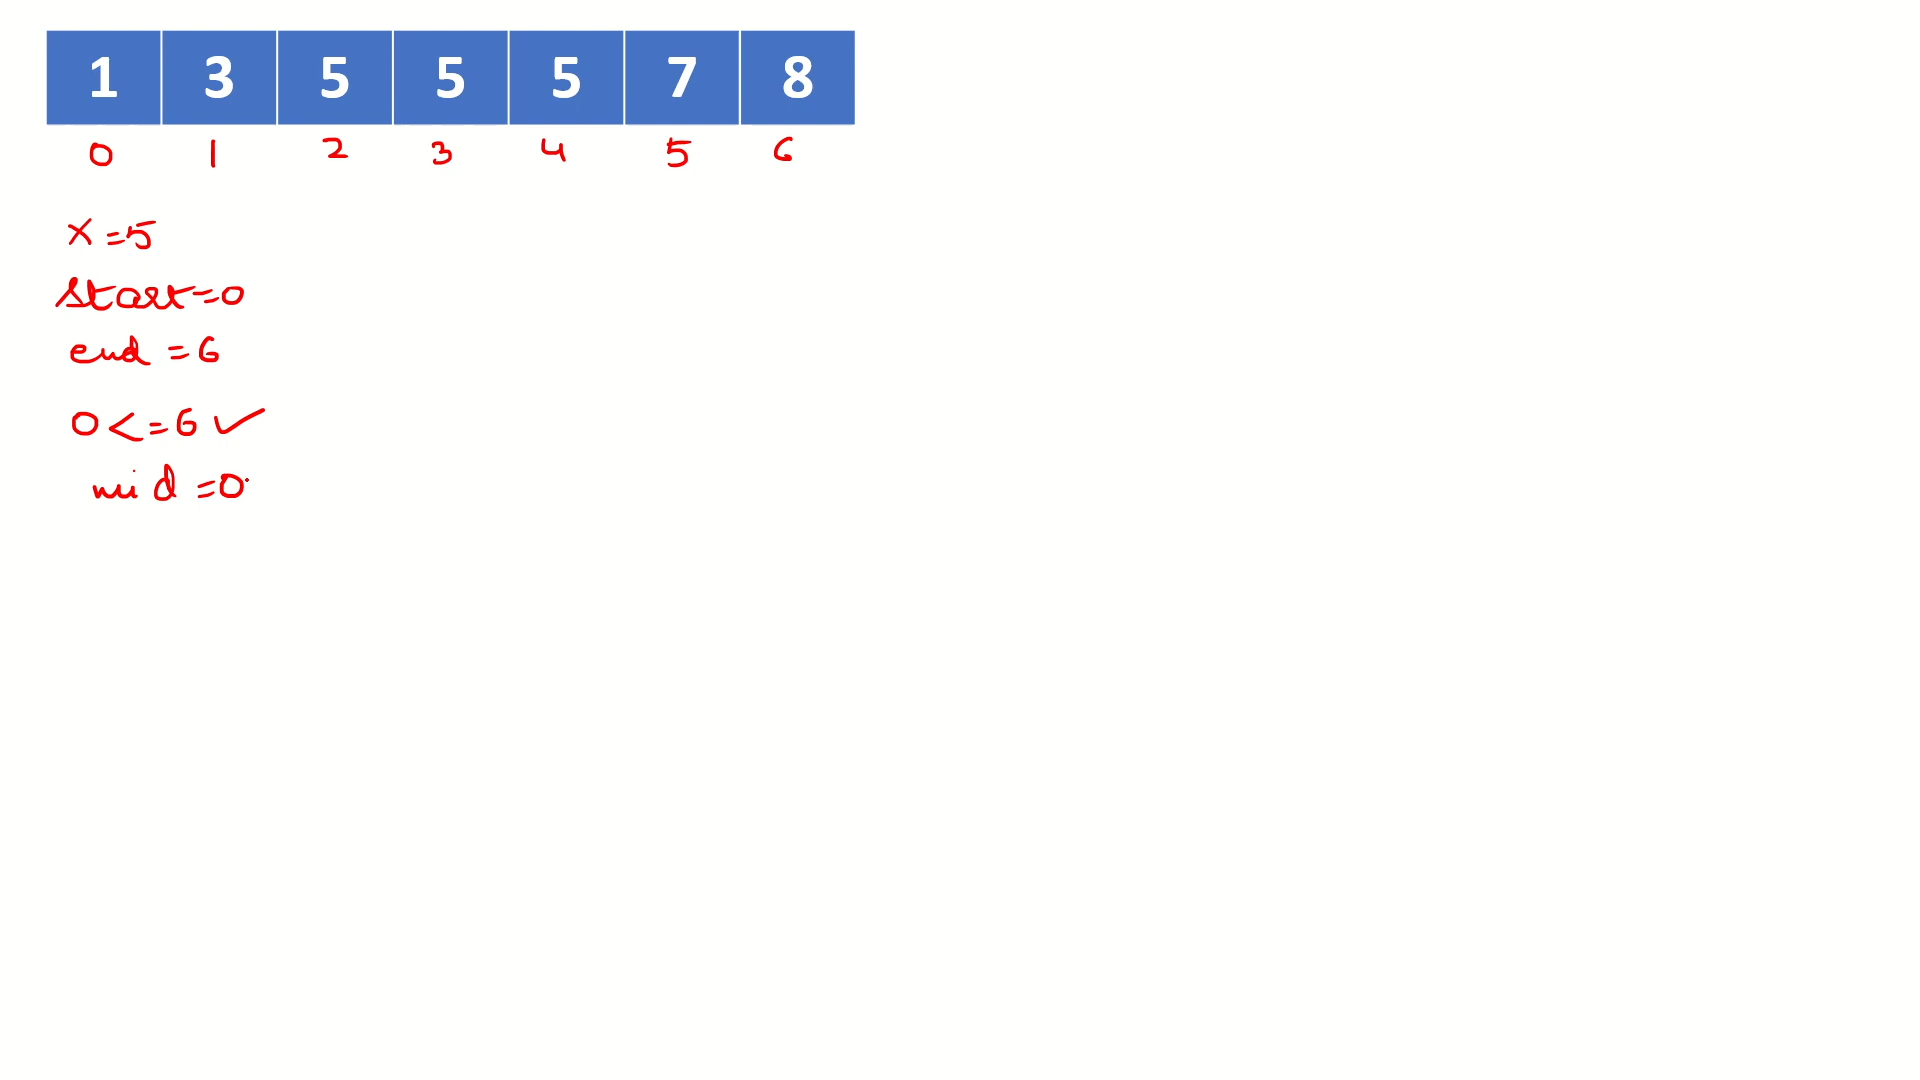 1 3 5 5 5 7 8
0 1 2 3 4 5 6
x=5
start=0
end=6
0<=6 ✓
mid=0